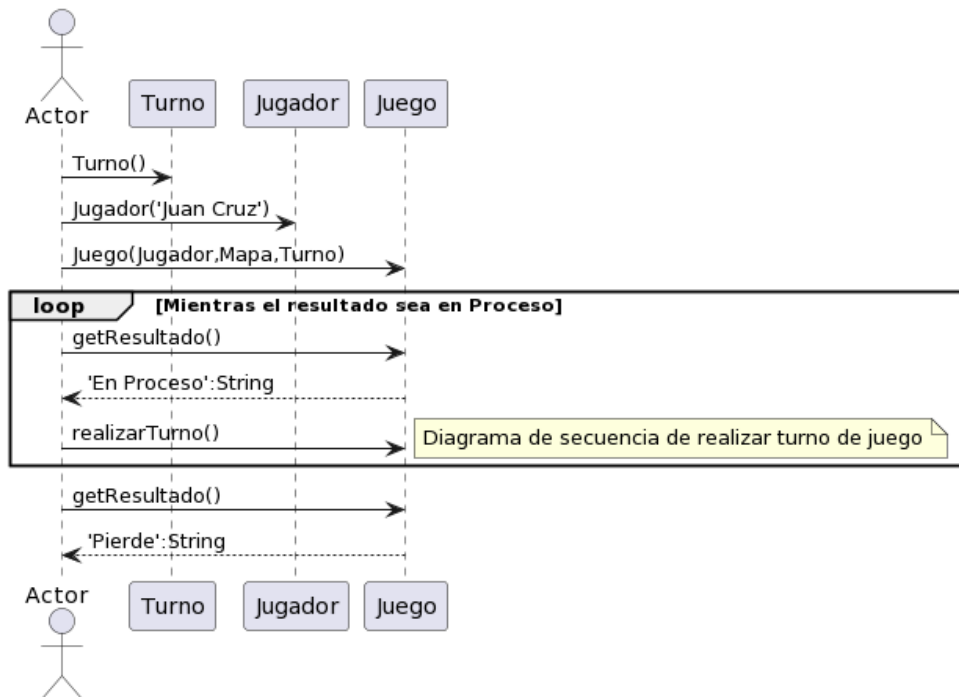 Actor
Turno
Jugador
Juego
Turno()
Jugador('Juan Cruz')
Juego(Jugador,Mapa,Turno)
loop
[Mientras el resultado sea en Proceso]
getResultado()
'En Proceso':String
realizarTurno()
Diagrama de secuencia de realizar turno de juego
getResultado()
'Pierde':String
Actor
Turno
Jugador
Juego